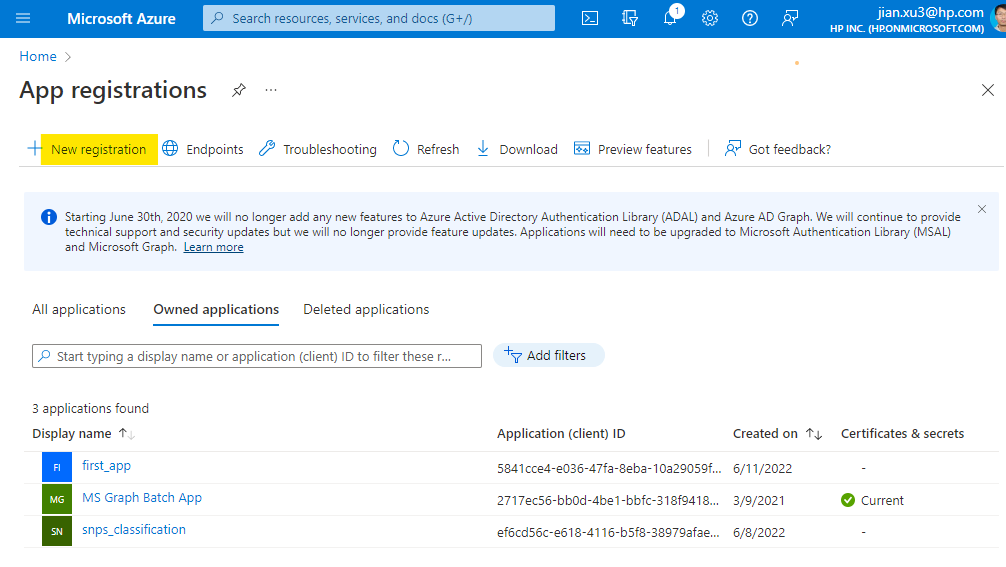 Microsoft Azure
Search resources, services, and docs (G+/)
1
jian.xu3@hp.com
HP INC. (HP.ONMICROSOFT.COM)
Home
App registrations
New registration
Endpoints
Troubleshooting
Refresh
Download
Preview features
Got feedback?
Starting June 30th, 2020 we will no longer add any new features to Azure Active Directory Authentication Library (ADAL) and Azure AD Graph. We will continue to provide
technical support and security updates but we will no longer provide feature updates. Applications will need to be upgraded to Microsoft Authentication Library (MSAL)
and Microsoft Graph. Learn more
All applications
Owned applications
Deleted applications
Start typing a display name or application (client) ID to filter these r...
Add filters
3 applications found
Display name
Application (client) ID
Created on
Certificates & secrets
FI
first_app
5841cce4-e036-47fa-8eba-10a29059f...
6/11/2022
-
MG
MS Graph Batch App
2717ec56-bb0d-4be1-bbfc-318f9418...
3/9/2021
Current
SN
snps_classification
ef6cd56c-e618-4116-b5f8-38979afae...
6/8/2022
-